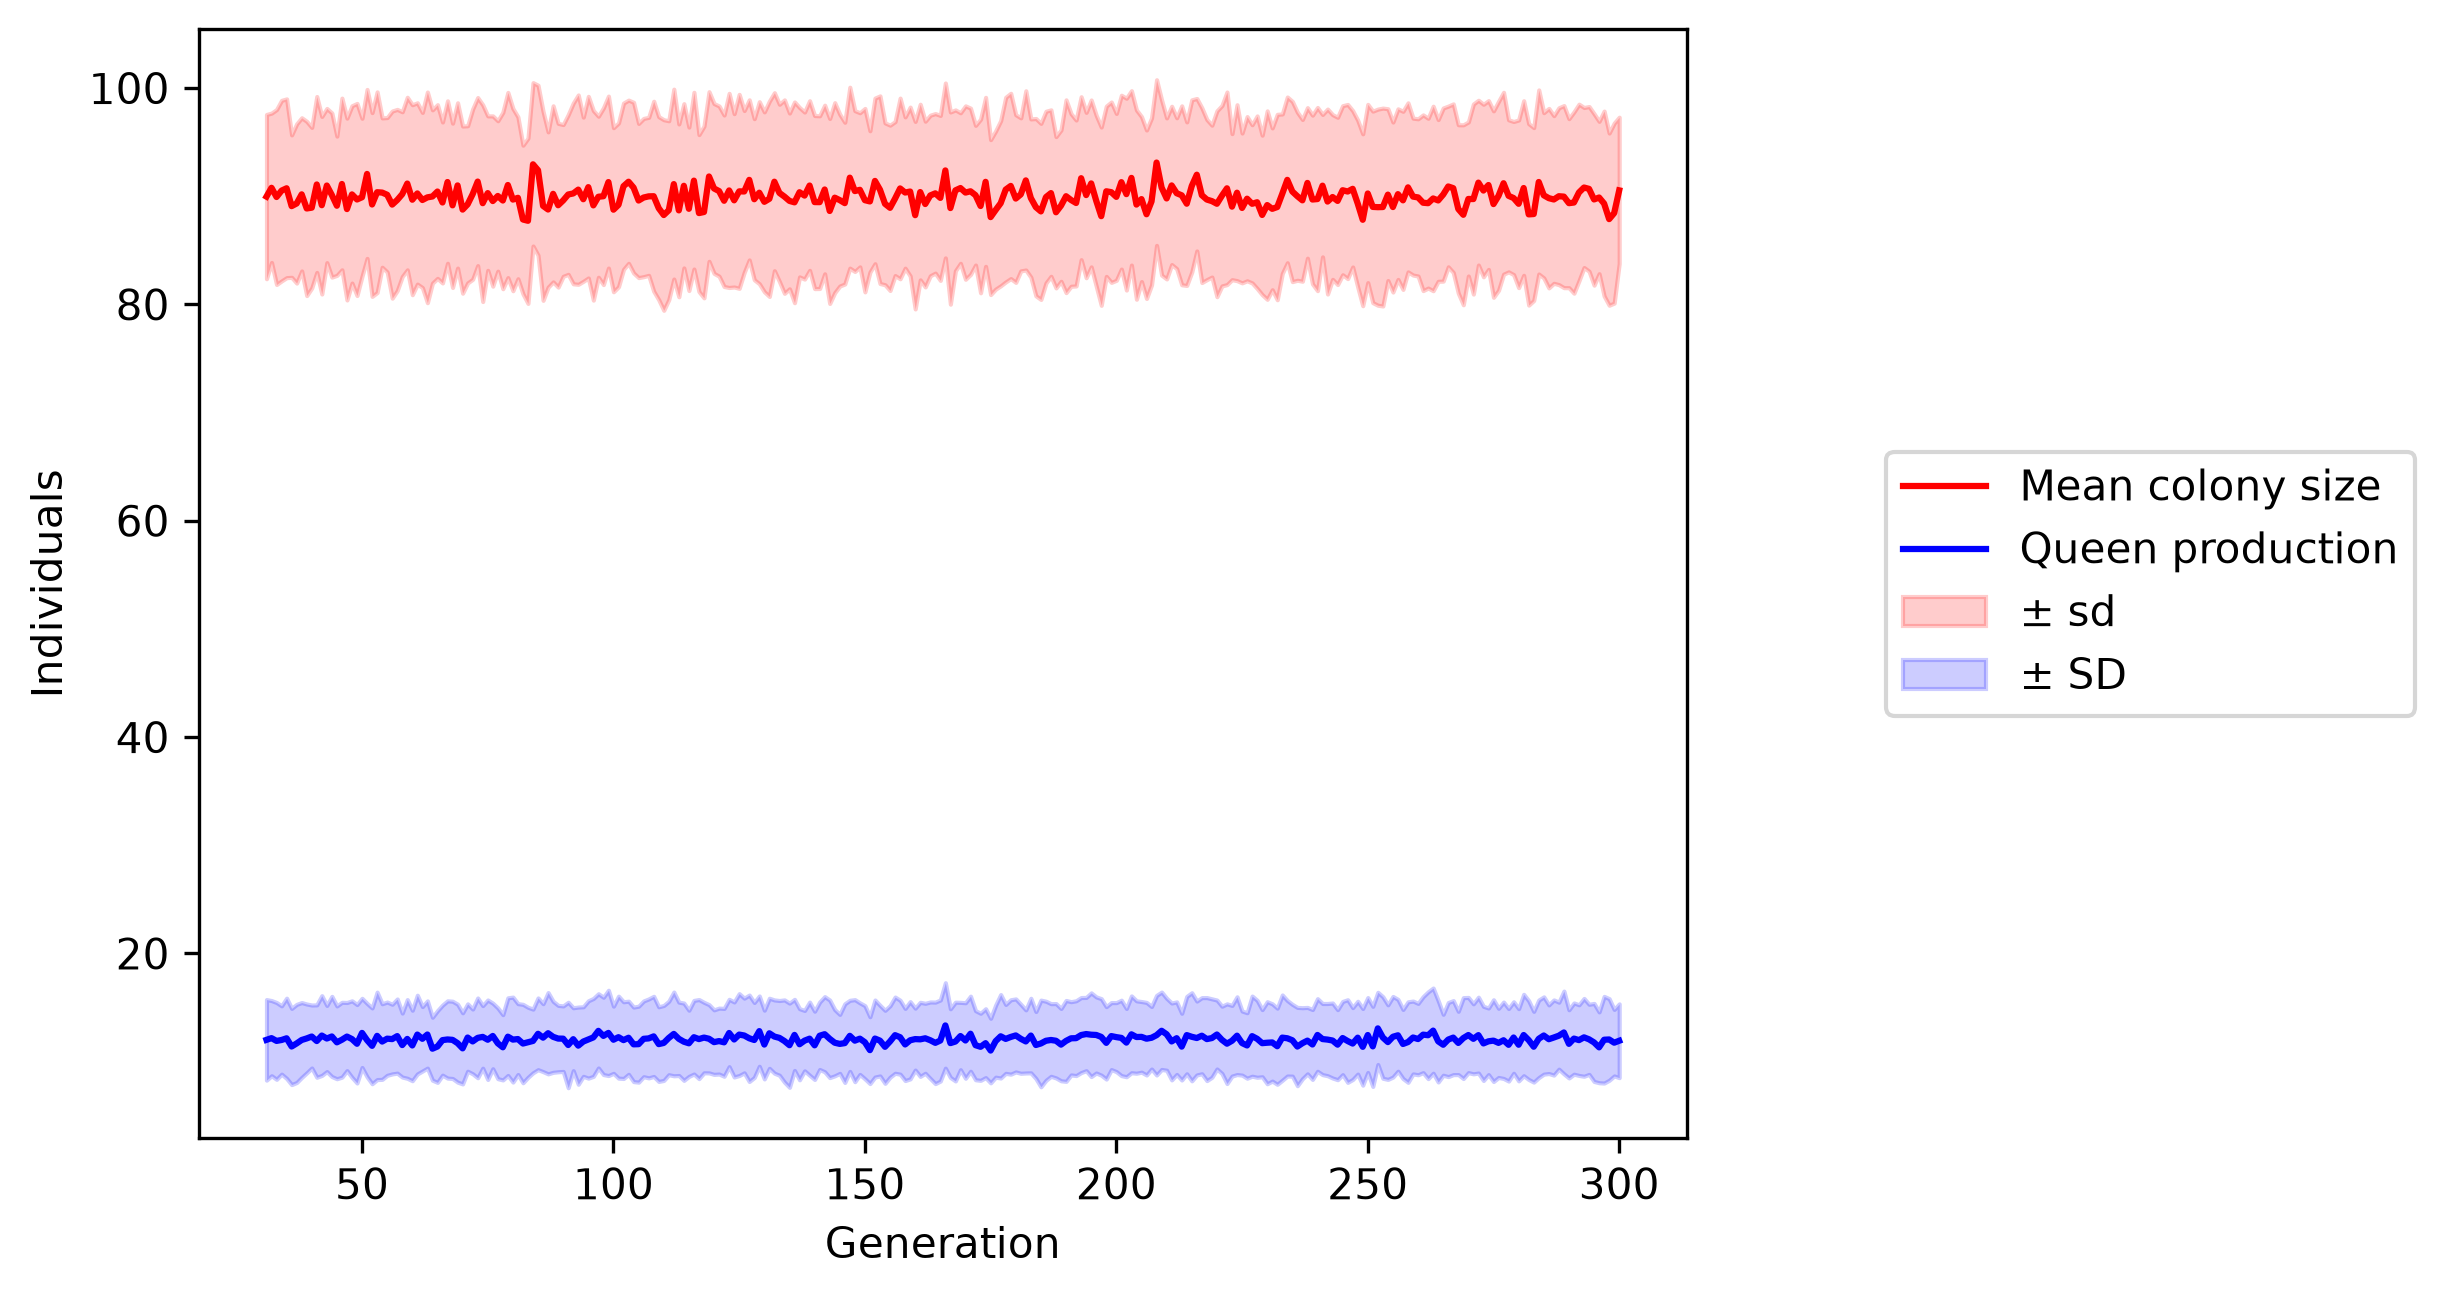 100
80
60
40
20
Individuals
50 100 150 200 250 300
Generation
Mean colony size
Queen production
± sd
± SD